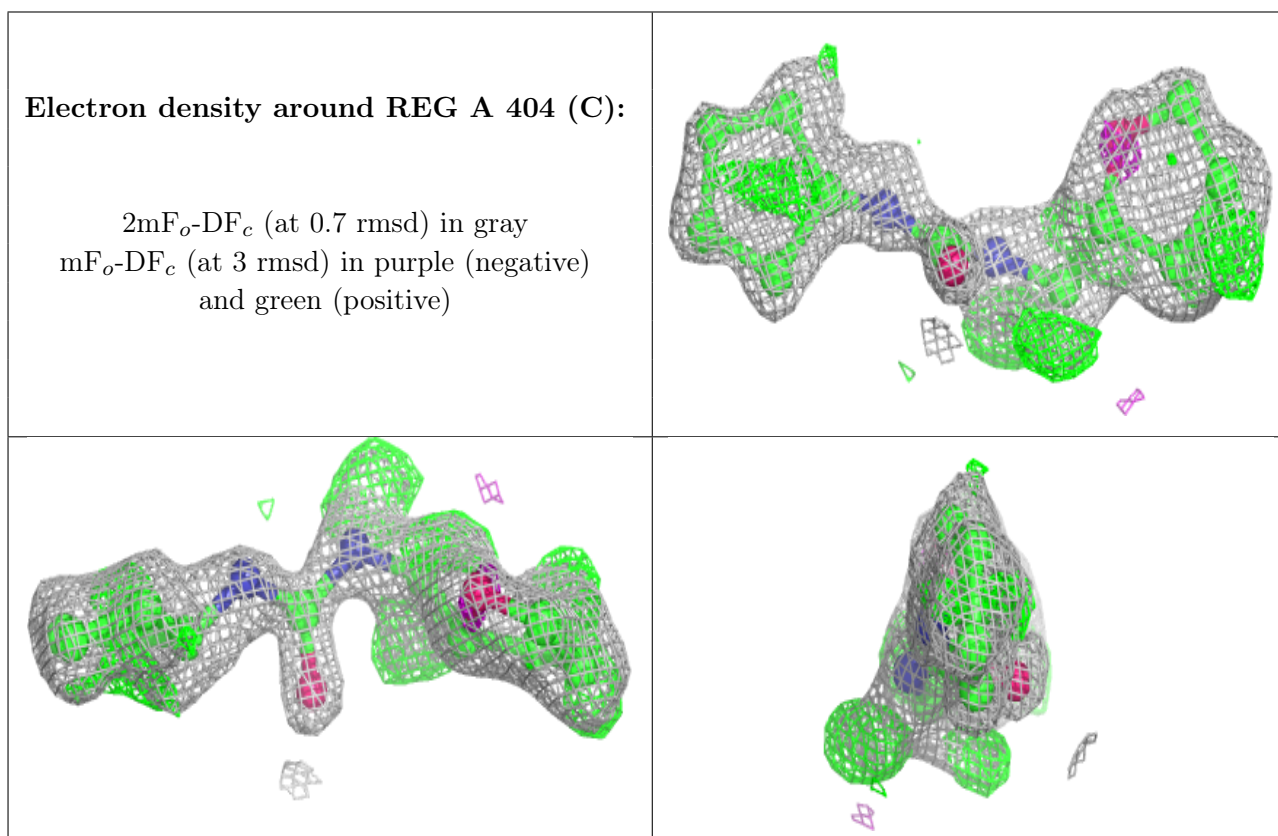 Electron density around REG A 404 (C):
2mFₒ-DF𝒸 (at 0.7 rmsd) in gray
mFₒ-DF𝒸 (at 3 rmsd) in purple (negative)
and green (positive)